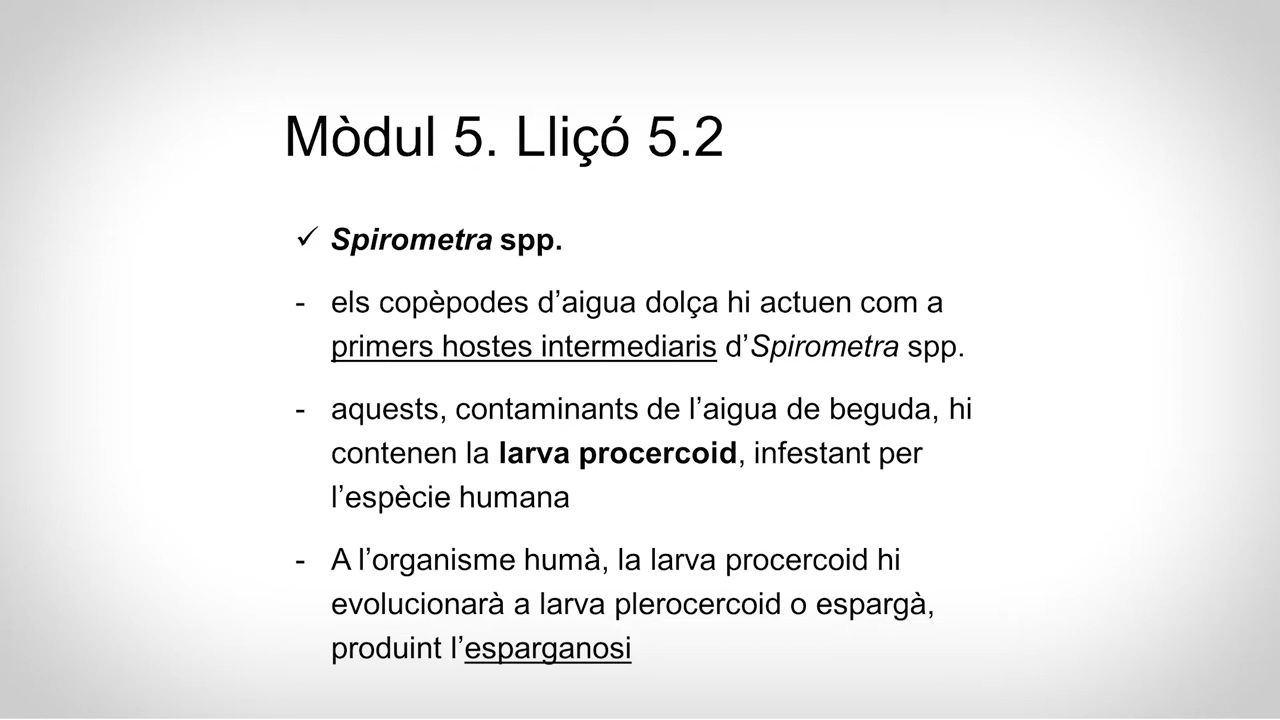 Mòdul 5. Lliçó 5.2
✓ Spirometra spp.
- els copèpodes d’aigua dolça hi actuen com a
primers hostes intermediaris d’Spirometra spp.
- aquests, contaminants de l’aigua de beguda, hi
contenen la larva procercoid, infestant per
l’espècie humana
- A l’organisme humà, la larva procercoid hi
evolucionarà a larva plerocercoid o espargà,
produint l’esparganosi